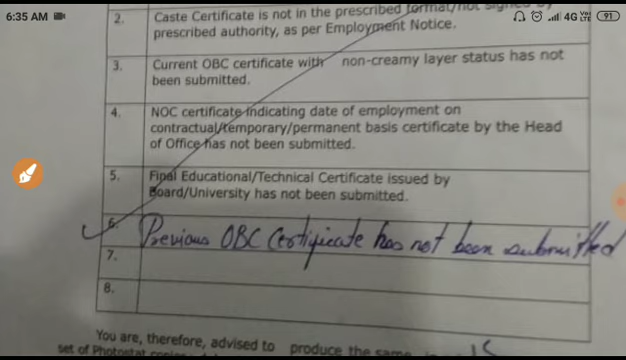 6:35 AM
4G
91
2. Caste Certificate is not in the prescribed format/not signed by
prescribed authority, as per Employment Notice.
3. Current OBC certificate with non-creamy layer status has not
been submitted.
4. NOC certificate indicating date of employment on
contractual/temporary/permanent basis certificate by the Head
of Office has not been submitted.
5. Final Educational/Technical Certificate issued by
Board/University has not been submitted.
6. Previous OBC Certificate has not been submitted
7.
8.
You are, therefore, advised to produce the same
set of Photostat